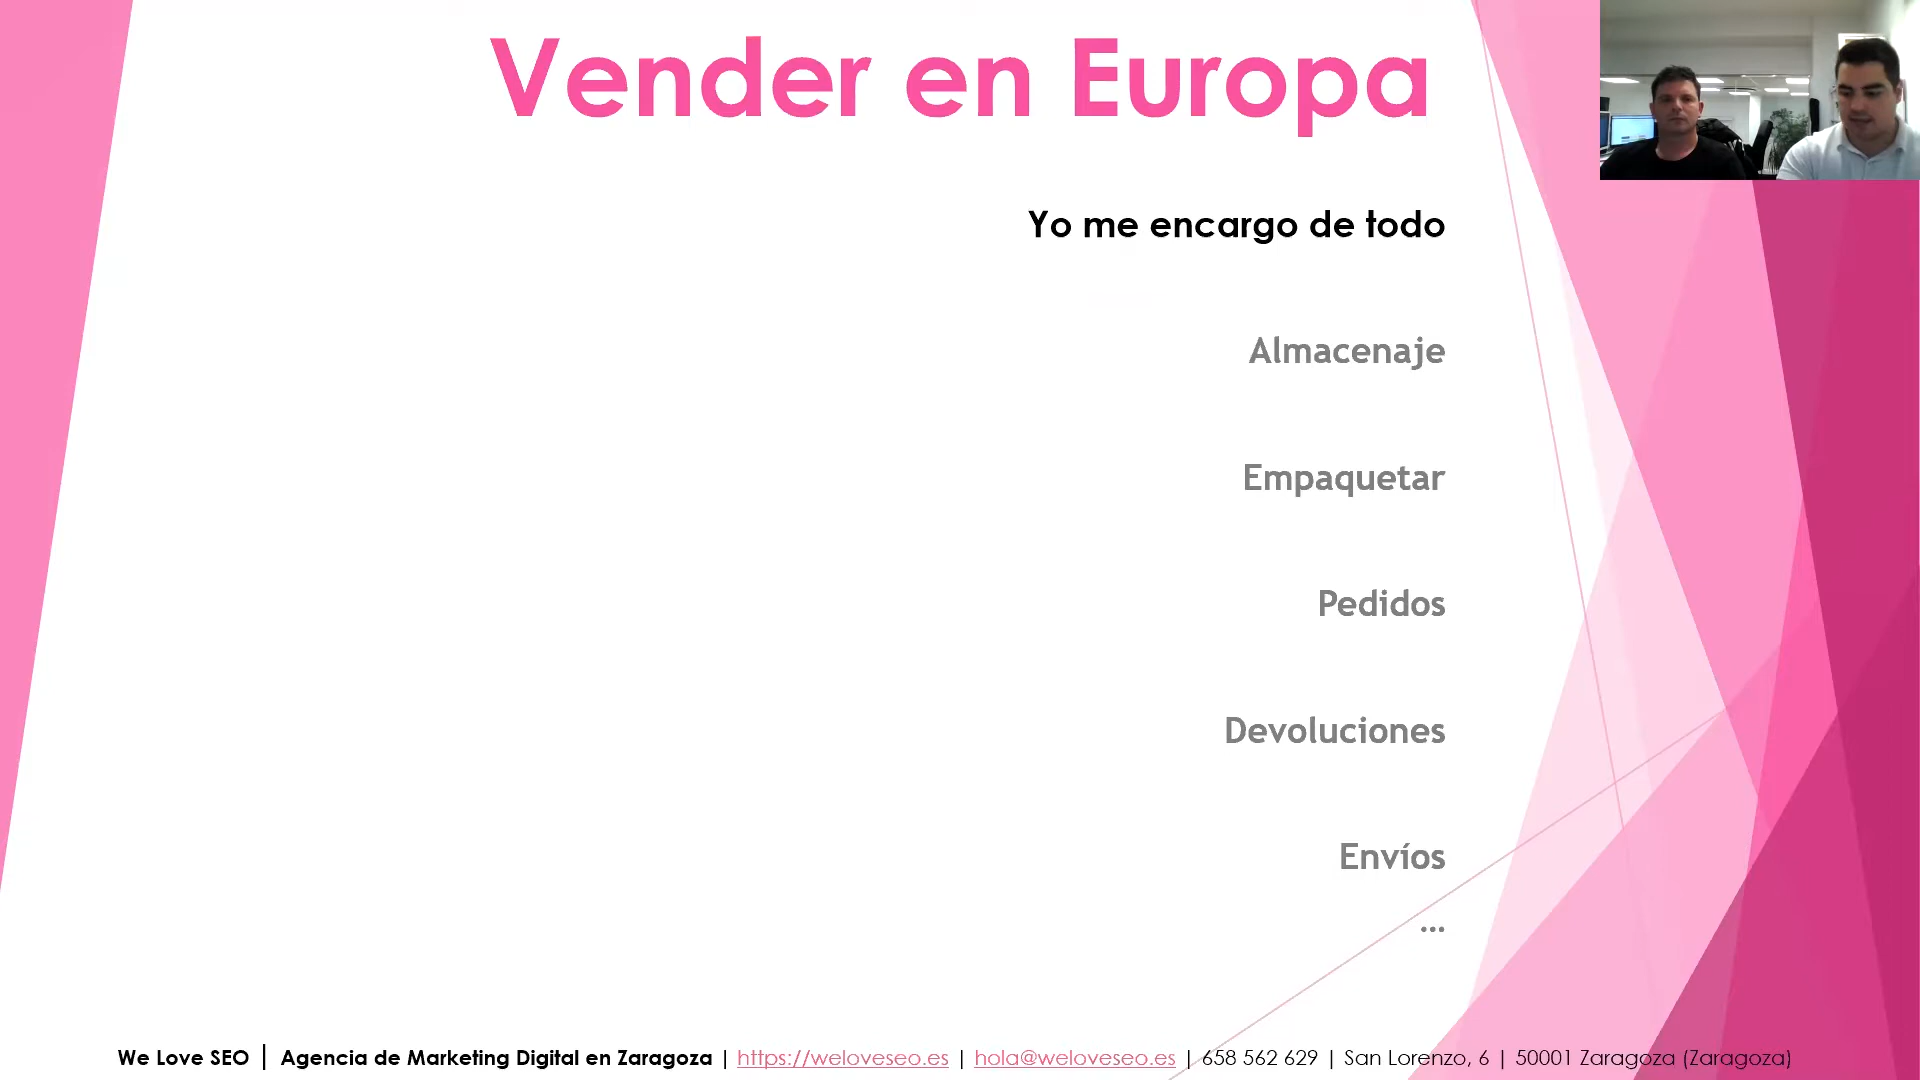 Vender en Europa
Yo me encargo de todo
Almacenaje
Empaquetar
Pedidos
Devoluciones
Envíos
...
We Love SEO | Agencia de Marketing Digital en Zaragoza | https://weloveseo.es | hola@weloveseo.es | 658 562 629 | San Lorenzo, 6 | 50001 Zaragoza (Zaragoza)